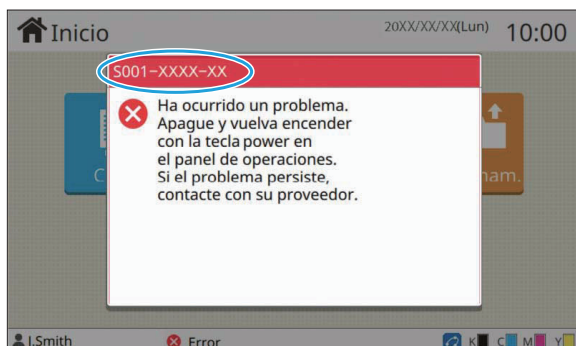 Inicio
20XX/XX/XX(Lun)
10:00
S001-XXXX-XX
Ha ocurrido un problema.
Apague y vuelva encender
con la tecla power en
el panel de operaciones.
Si el problema persiste,
contacte con su proveedor.
J.Smith
Error
K C M Y